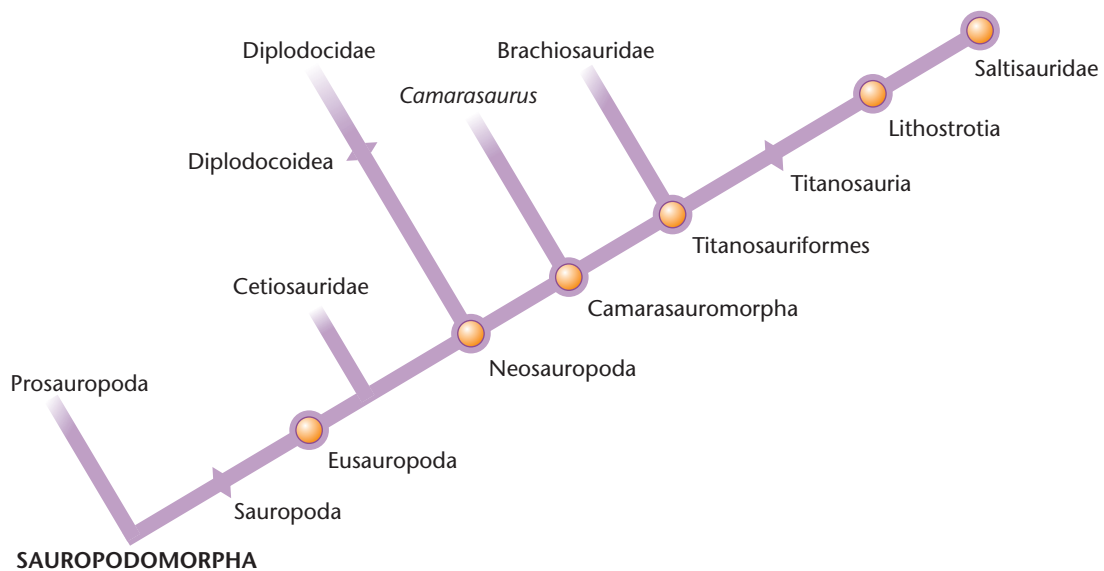 Diplodocidae
Brachiosauridae
Saltisauridae
Camarasaurus
Lithostrotia
Diplodocoidea
Titanosauria
Titanosauriformes
Cetiosauridae
Camarasauromorpha
Neosauropoda
Prosauropoda
Eusauropoda
Sauropoda
SAUROPODOMORPHA